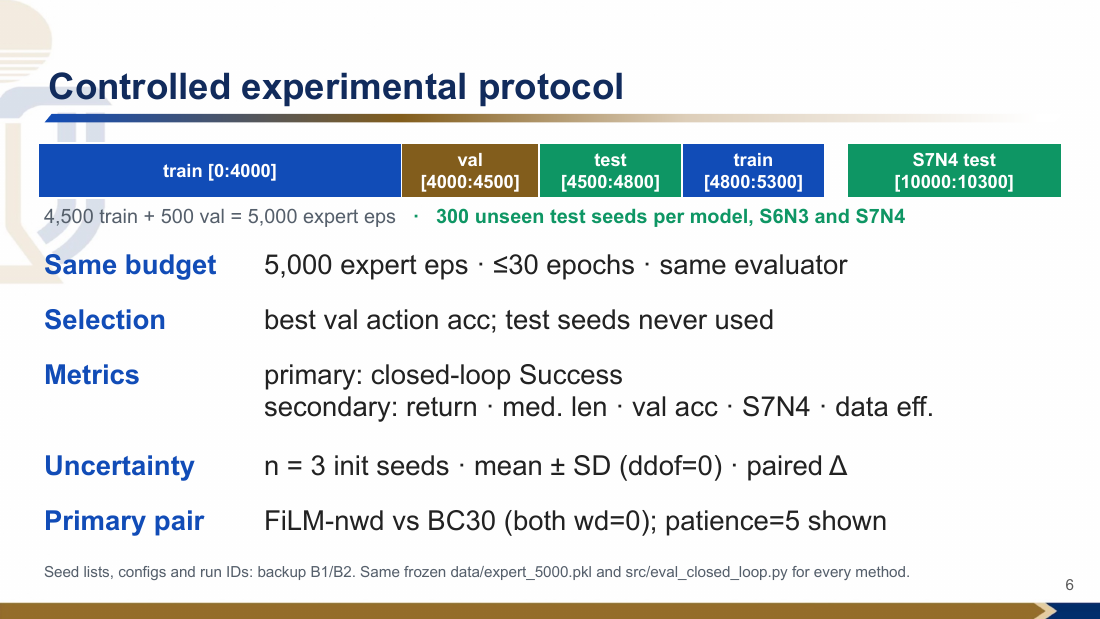 Controlled experimental protocol
train [0:4000]
val
[4000:4500]
test
[4500:4800]
train
[4800:5300]
S7N4 test
[10000:10300]
4,500 train + 500 val = 5,000 expert eps · 300 unseen test seeds per model, S6N3 and S7N4
Same budget 5,000 expert eps · ≤30 epochs · same evaluator
Selection best val action acc; test seeds never used
Metrics primary: closed-loop Success
secondary: return · med. len · val acc · S7N4 · data eff.
Uncertainty n = 3 init seeds · mean ± SD (ddof=0) · paired Δ
Primary pair FiLM-nwd vs BC30 (both wd=0); patience=5 shown
Seed lists, configs and run IDs: backup B1/B2. Same frozen data/expert_5000.pkl and src/eval_closed_loop.py for every method.
6